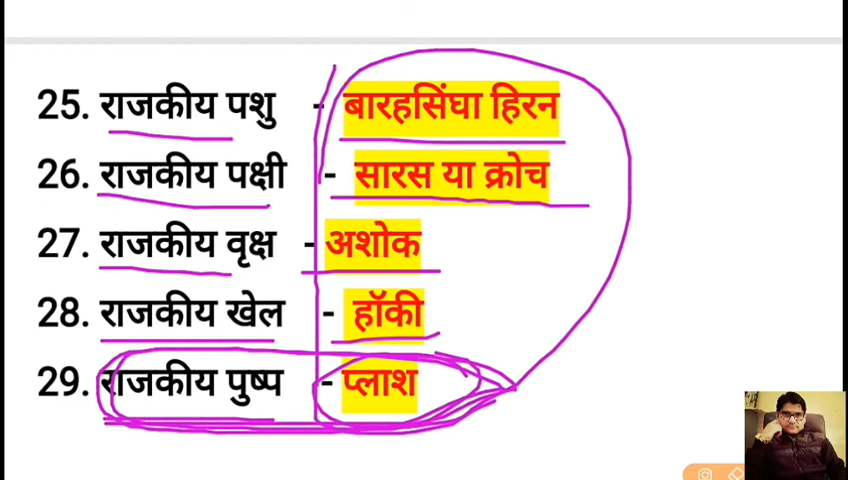 25. राजकीय पशु - बारहसिंघा हिरन
26. राजकीय पक्षी - सारस या क्रोच
27. राजकीय वृक्ष - अशोक
28. राजकीय खेल - हॉकी
29. राजकीय पुष्प - प्लाश